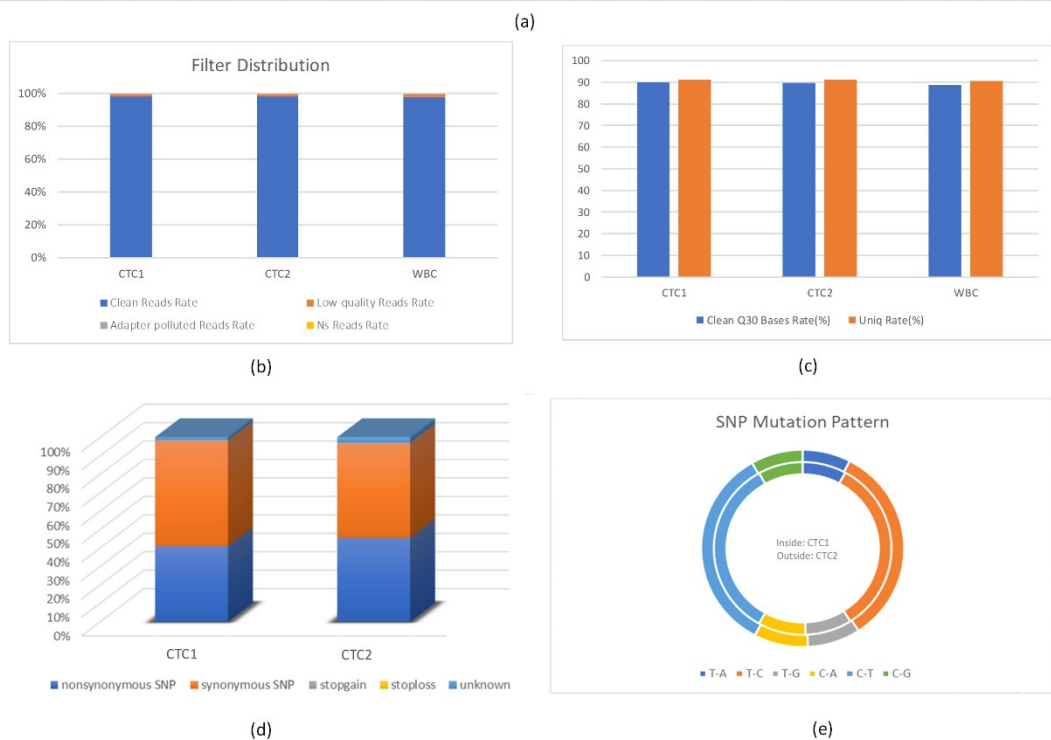 (a)
Filter Distribution
100%
80%
60%
40%
20%
0%
CTC1 CTC2 WBC
Clean Reads Rate Low-quality Reads Rate
Adapter polluted Reads Rate Ns Reads Rate
(b)
100
90
80
70
60
50
40
30
20
10
0
CTC1 CTC2 WBC
Clean Q30 Bases Rate(%) Uniq Rate(%)
(c)
100%
90%
80%
70%
60%
50%
40%
30%
20%
10%
0%
CTC1 CTC2
nonsynonymous SNP synonymous SNP stopgain stoploss unknown
(d)
SNP Mutation Pattern
Inside: CTC1
Outside: CTC2
T-A T-C T-G C-A C-T C-G
(e)